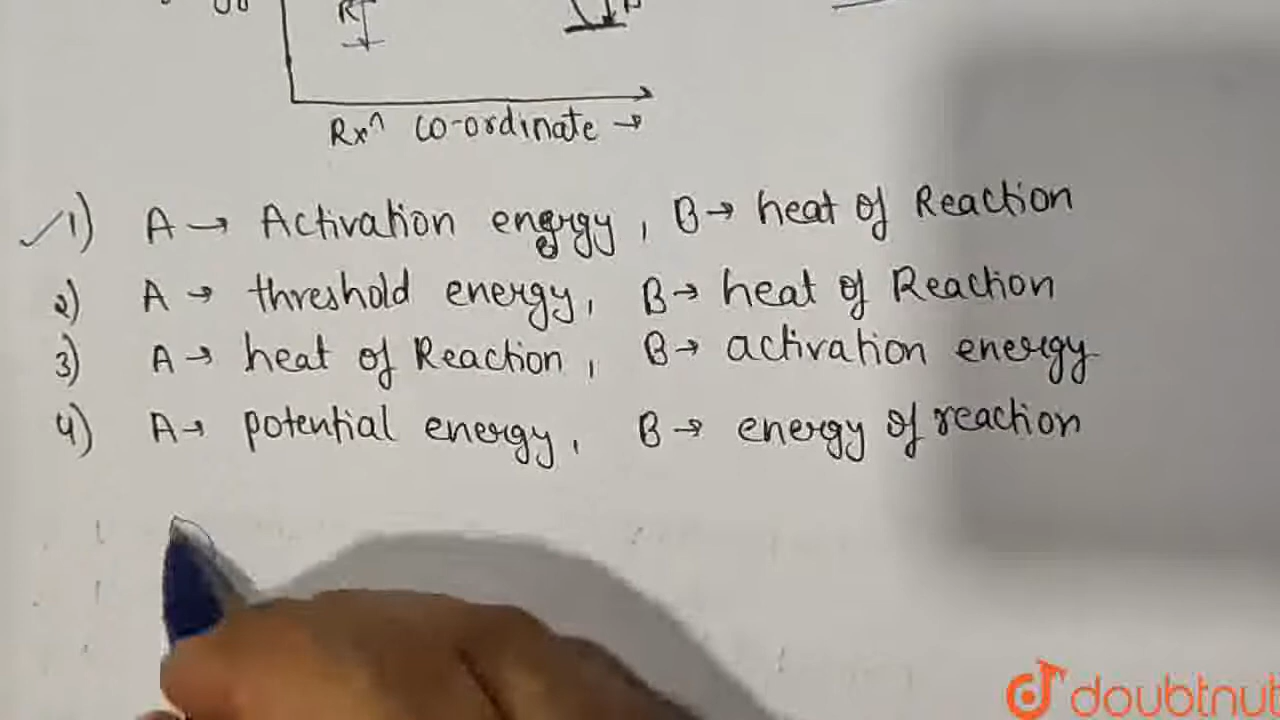 R
Rxn co-ordinate →
✓1) A → Activation energy, B → heat of Reaction
2) A → threshold energy, B → heat of Reaction
3) A → heat of Reaction, B → activation energy
4) A → potential energy, B → energy of reaction
doubtnut